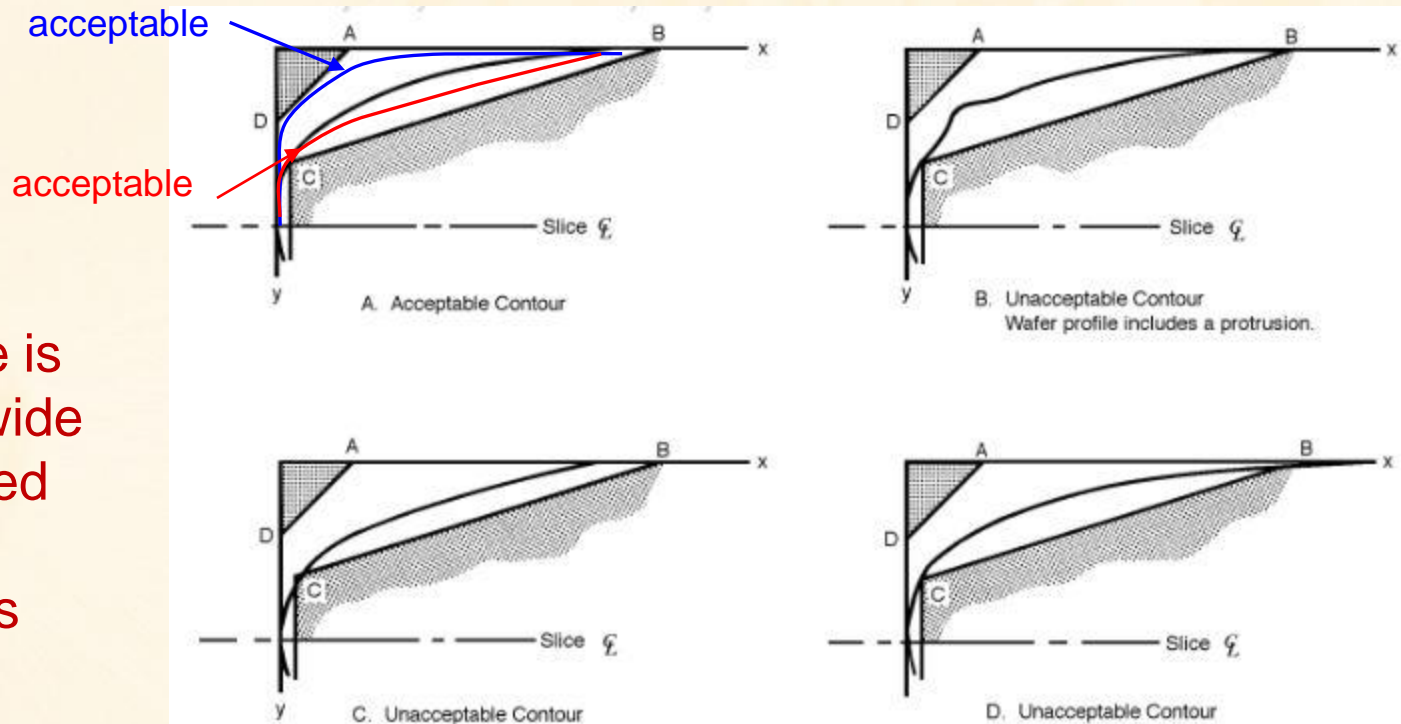 acceptable
A
B
x
D
acceptable
C
Slice ℄
y
A. Acceptable Contour
A
B
x
D
C
Slice ℄
y
B. Unacceptable Contour
Wafer profile includes a protrusion.
e is
wide
ed
s
A
B
x
D
C
Slice ℄
y
C. Unacceptable Contour
A
B
x
D
C
Slice ℄
D. Unacceptable Contour